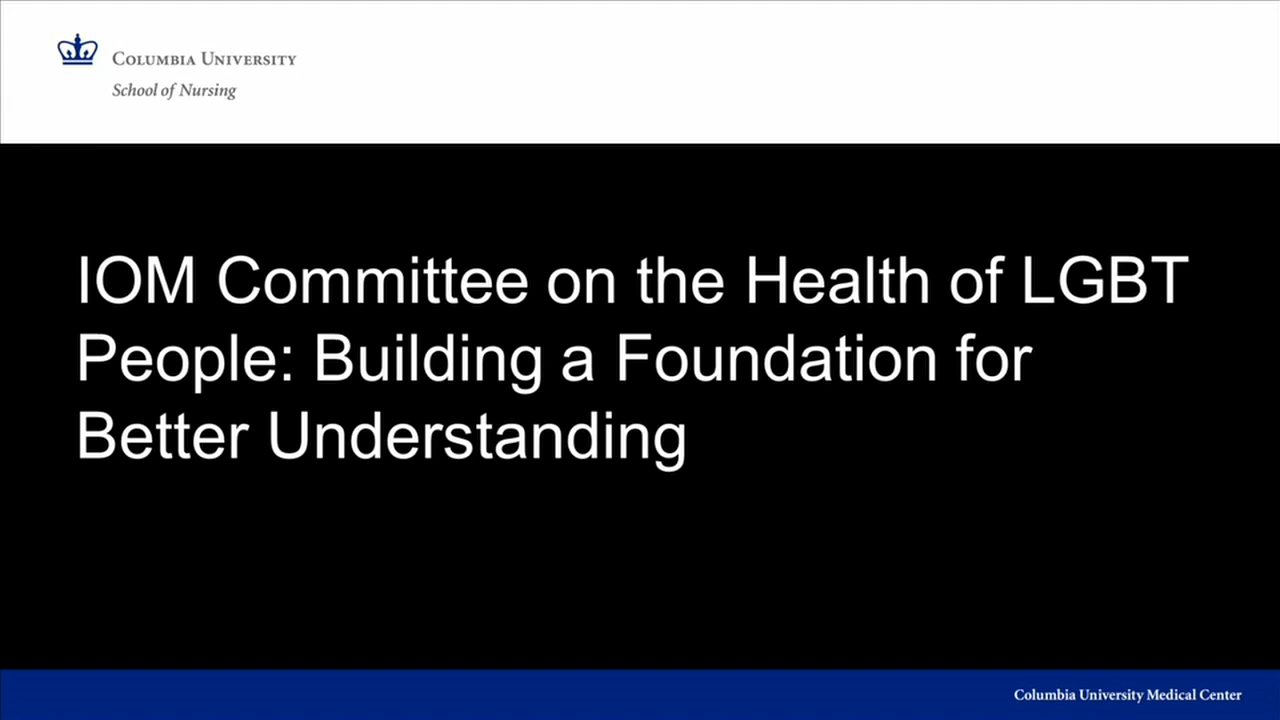 COLUMBIA UNIVERSITY
School of Nursing
IOM Committee on the Health of LGBT
People: Building a Foundation for
Better Understanding
Columbia University Medical Center